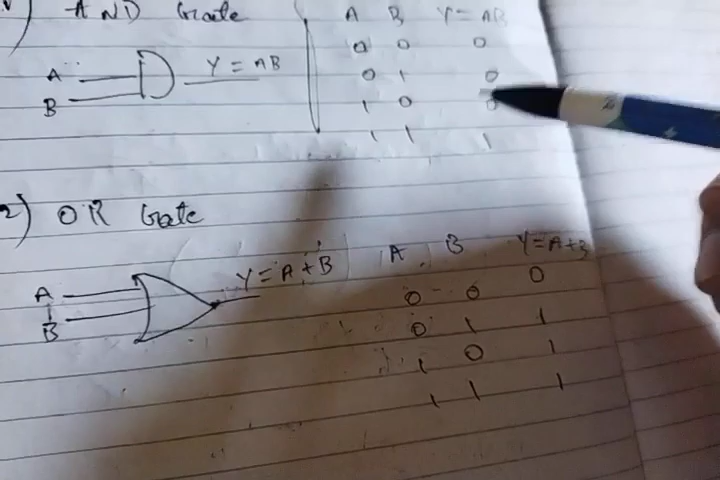 1) AND Gate
A
B
Y = AB
A B Y = AB
0 0 0
0 1 0
1 0 0
1 1 1
2) OR Gate
A
B
Y = A + B
A B Y = A + B
0 0 0
0 1 1
1 0 1
1 1 1